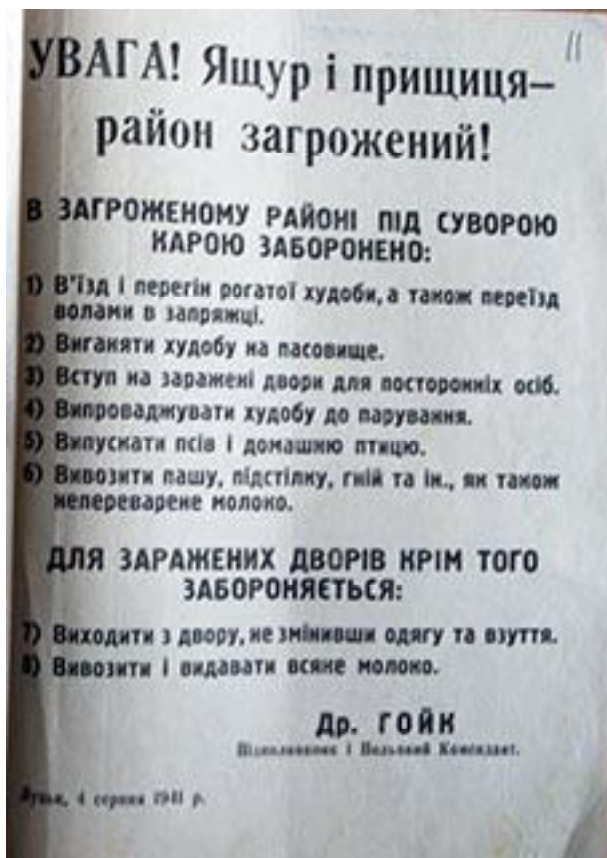 11
УВАГА! Ящур і прищиця—
район загрожений!
В ЗАГРОЖЕНОМУ РАЙОНІ ПІД СУВОРОЮ
КАРОЮ ЗАБОРОНЕНО:
1) В'їзд і перегін рогатої худоби, а також переїзд
волами в запряжці.
2) Виганяти худобу на пасовище.
3) Вступ на заражені двори для посторонніх осіб.
4) Випроваджувати худобу до парування.
5) Випускати псів і домашню птицю.
6) Вивозити пашу, підстілку, гній та ін., як також
непереварене молоко.
ДЛЯ ЗАРАЖЕНИХ ДВОРІВ КРІМ ТОГО
ЗАБОРОНЯЄТЬСЯ:
7) Виходити з двору, не змінивши одягу та взуття.
8) Вивозити і видавати всяке молоко.
Др. ГОЙК
Підполковник і Польовий Комендант.
Луцьк, 4 серпня 1941 р.